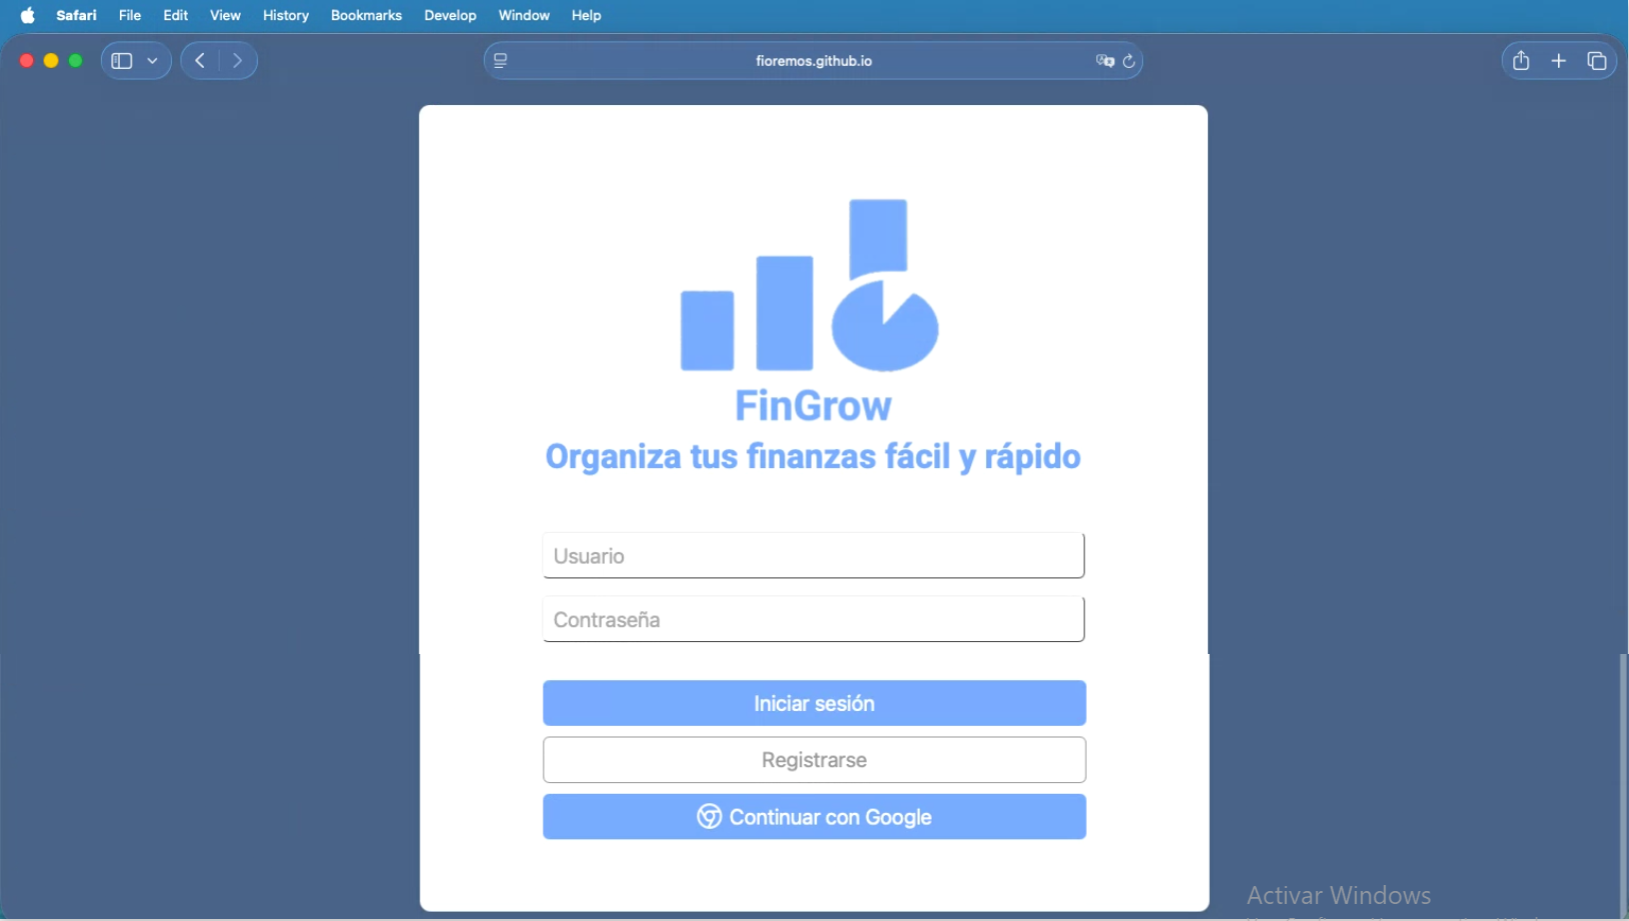 Safari File Edit View History Bookmarks Develop Window Help
fioremos.github.io
FinGrow
Organiza tus finanzas fácil y rápido
Usuario
Contraseña
Iniciar sesión
Registrarse
Continuar con Google
Activar Windows